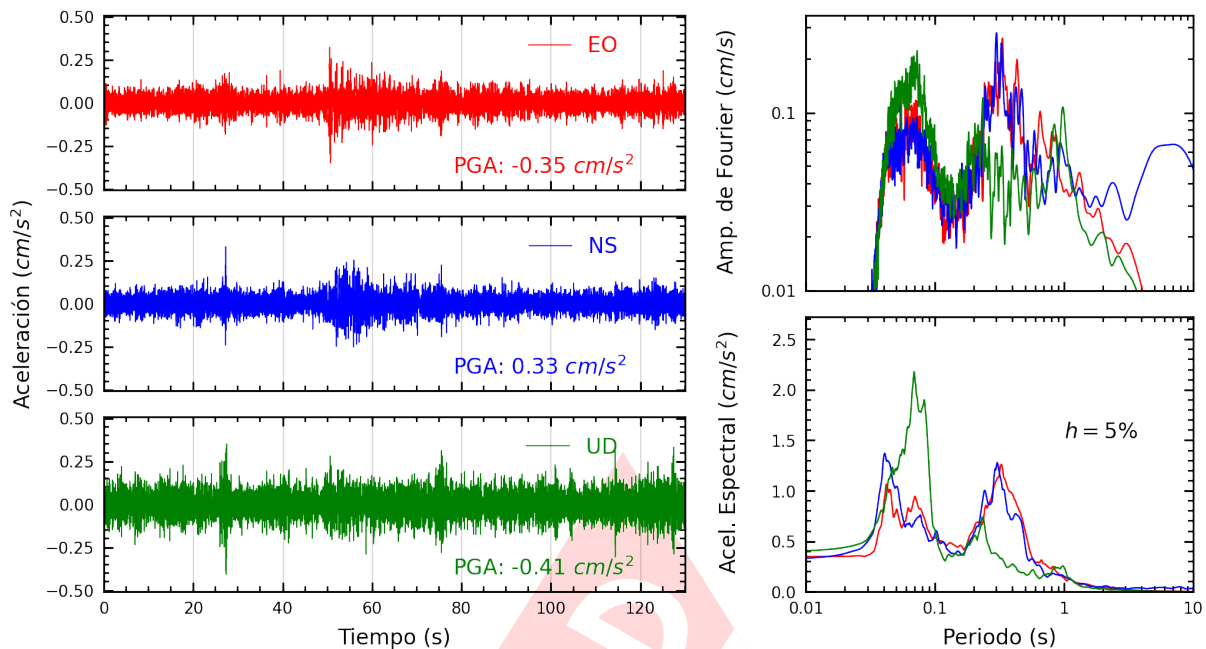 Aceleración (cm/s²)
0.50
0.25
0.00
−0.25
−0.50
EO
PGA: -0.35 cm/s²
0.50
0.25
0.00
−0.25
−0.50
NS
PGA: 0.33 cm/s²
0.50
0.25
0.00
−0.25
−0.50
UD
PGA: -0.41 cm/s²
0 20 40 60 80 100 120
Tiempo (s)
Amp. de Fourier (cm/s)
0.1
0.01
0.01
Acel. Espectral (cm/s²)
2.5
2.0
1.5
1.0
0.5
0.0
h = 5%
0.01 0.1 1 10
Periodo (s)